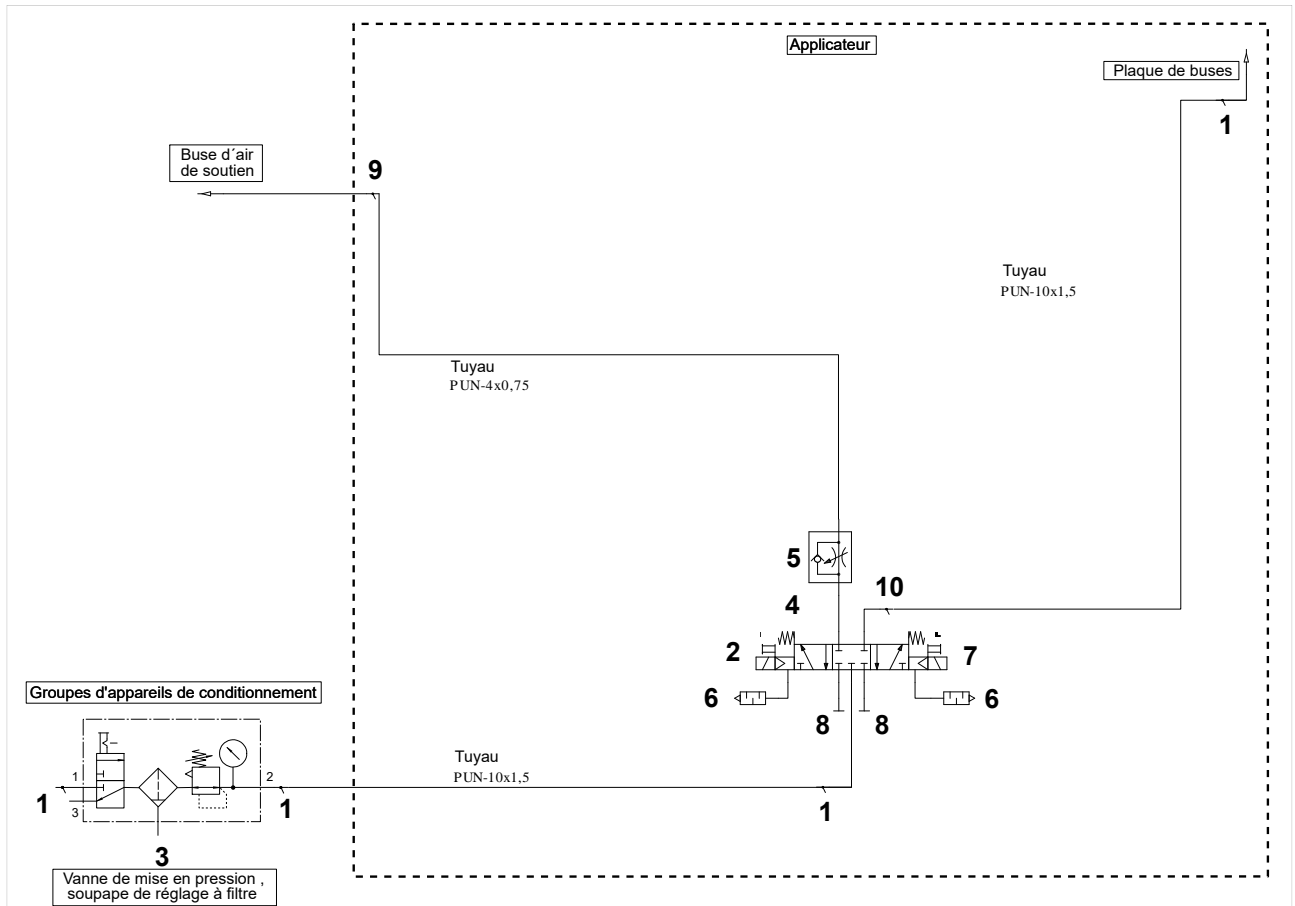 Applicateur
Plaque de buses
1
Buse d´air
de soutien
9
Tuyau
PUN-10x1,5
Tuyau
PUN-4x0,75
5
10
4
2
7
6
6
8
8
Groupes d'appareils de conditionnement
Tuyau
PUN-10x1,5
1
2
1
3
1
1
3
Vanne de mise en pression ,
soupape de réglage à filtre